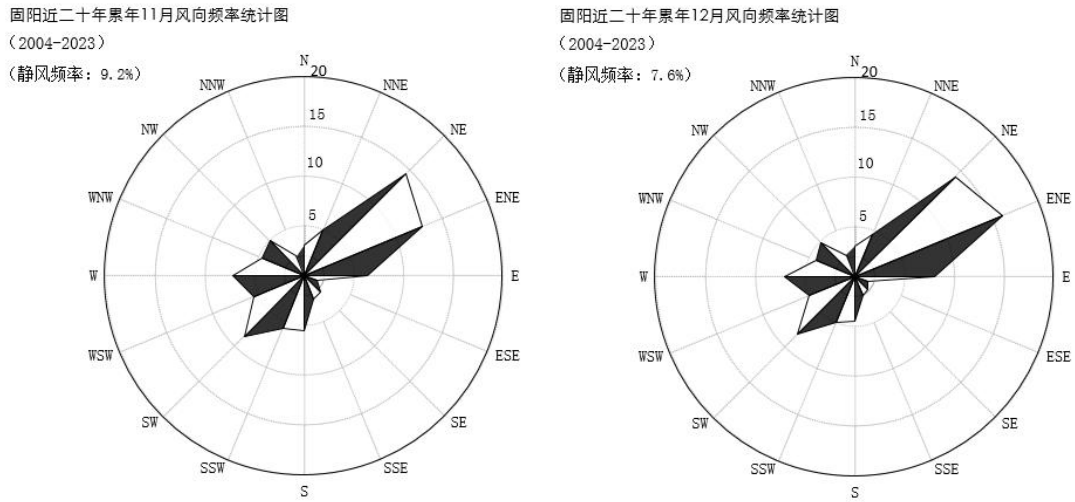 固阳近二十年累年11月风向频率统计图
（2004-2023）
（静风频率：9.2%）
N
20
NNE
NE
ENE
E
ESE
SE
SSE
S
SSW
SW
WSW
W
WNW
NW
NNW
15
10
5
固阳近二十年累年12月风向频率统计图
（2004-2023）
（静风频率：7.6%）
N
20
NNE
NE
ENE
E
ESE
SE
SSE
S
SSW
SW
WSW
W
WNW
NW
NNW
15
10
5